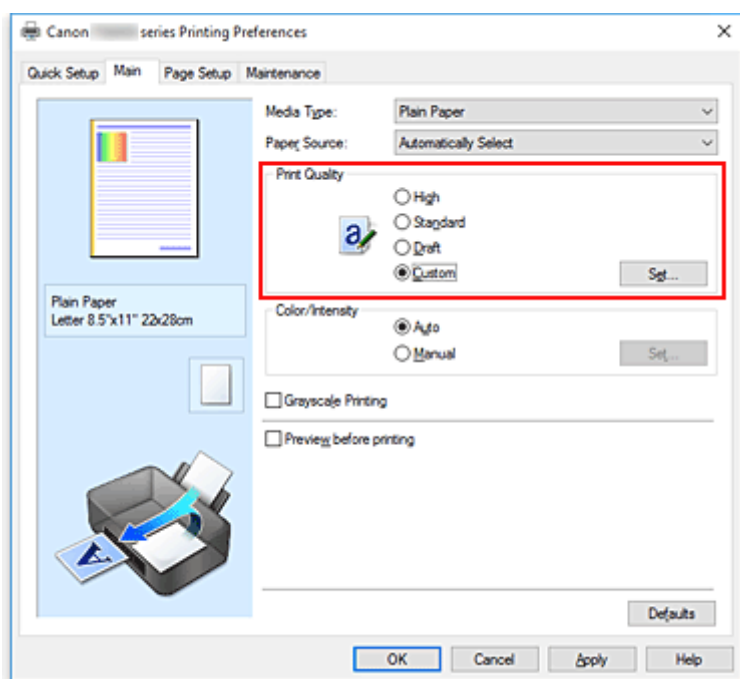 Canon series Printing Preferences
Quick Setup Main Page Setup Maintenance
Media Type: Plain Paper
Paper Source: Automatically Select
Print Quality
High
Standard
Draft
Custom Set...
a
Plain Paper
Letter 8.5"x11" 22x28cm
Color/Intensity
Auto
Manual Set...
Grayscale Printing
Preview before printing
A
Defaults
OK Cancel Apply Help